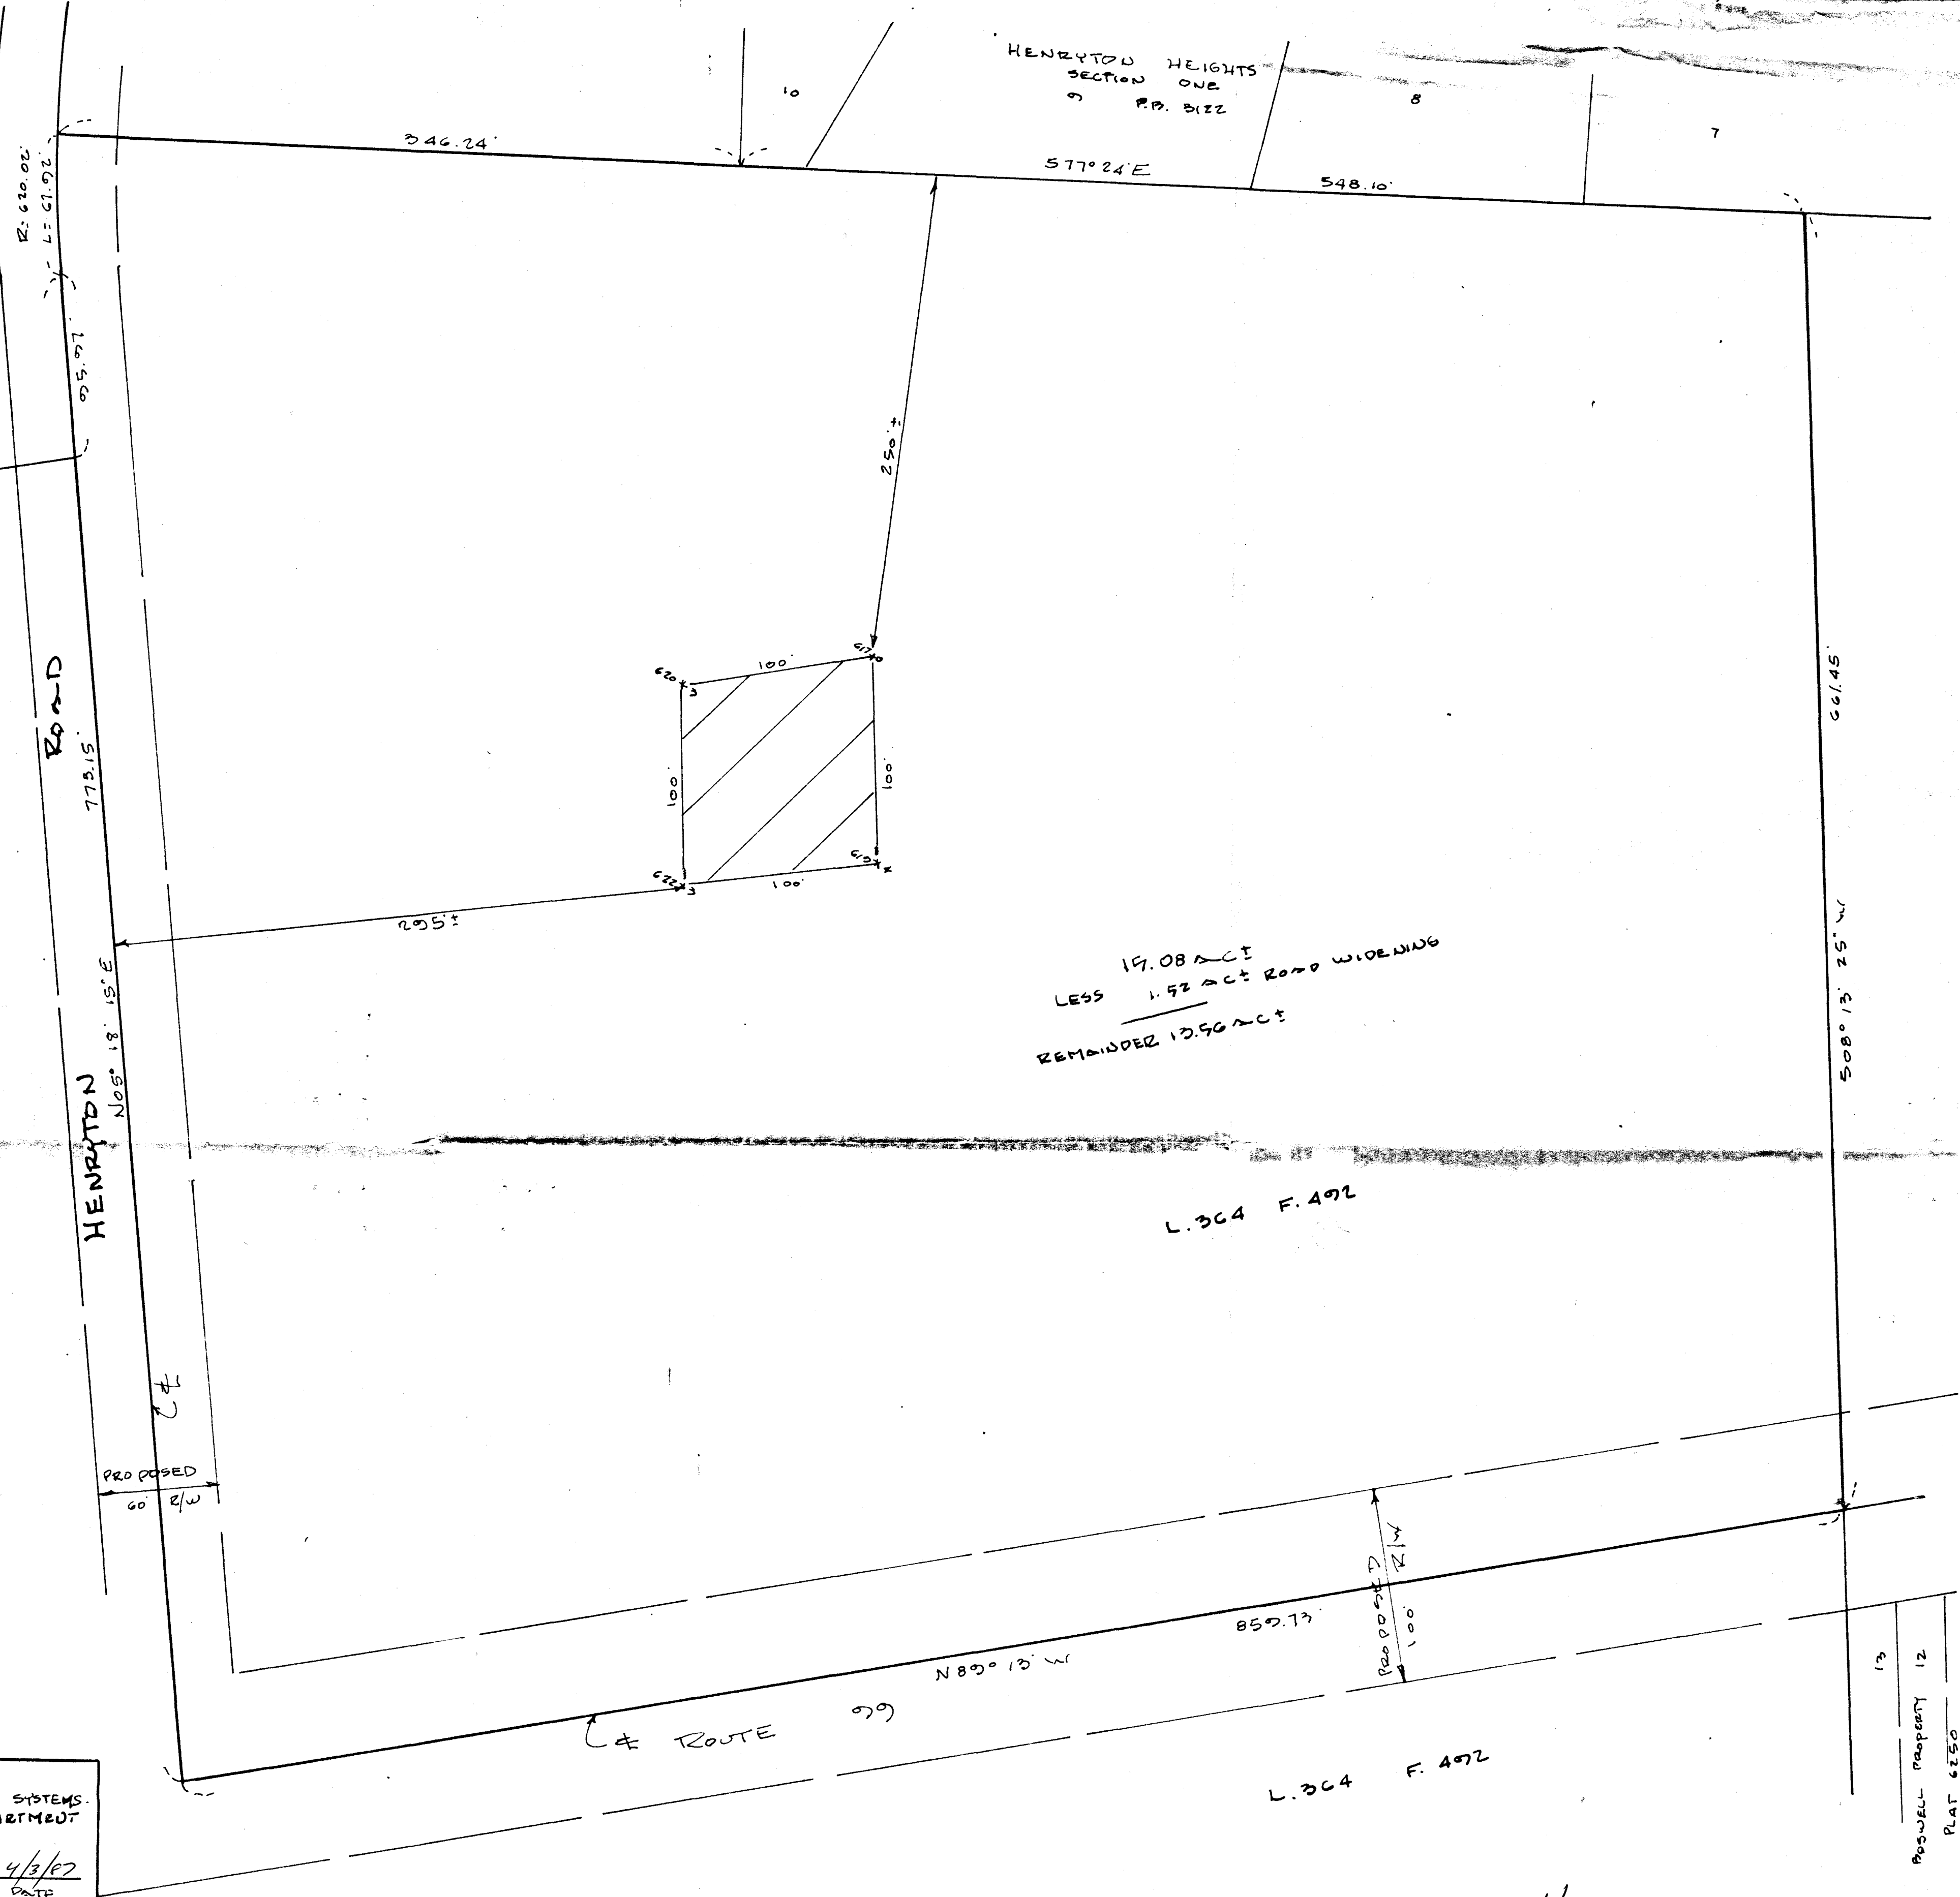 HENRYTON HEIGHTS
SECTION ONE
9 P.B. 3122
10
8
7
346.24'
S77°24'E
548.10'
R= 620.02'
L= 67.92'
95.97'
250'±
ROAD
773.15'
HENRYTON
N05° 18' 15" E
620
617
100'
100'
100'
100'
622
619
295'±
661.45'
S08° 13' 25" W
15.08 AC±
LESS 1.52 AC± ROAD WIDENING
REMAINDER 13.56 AC±
L.364 F.492
PROPOSED
60' R/W
PROPOSED R/W
100'
859.73'
N89° 13' W
℄ ROUTE 99
L.364 F.492
13
12
BOSWELL PROPERTY
PLAT 6250
SYSTEMS.
ARTMENT
4/3/87
DATE